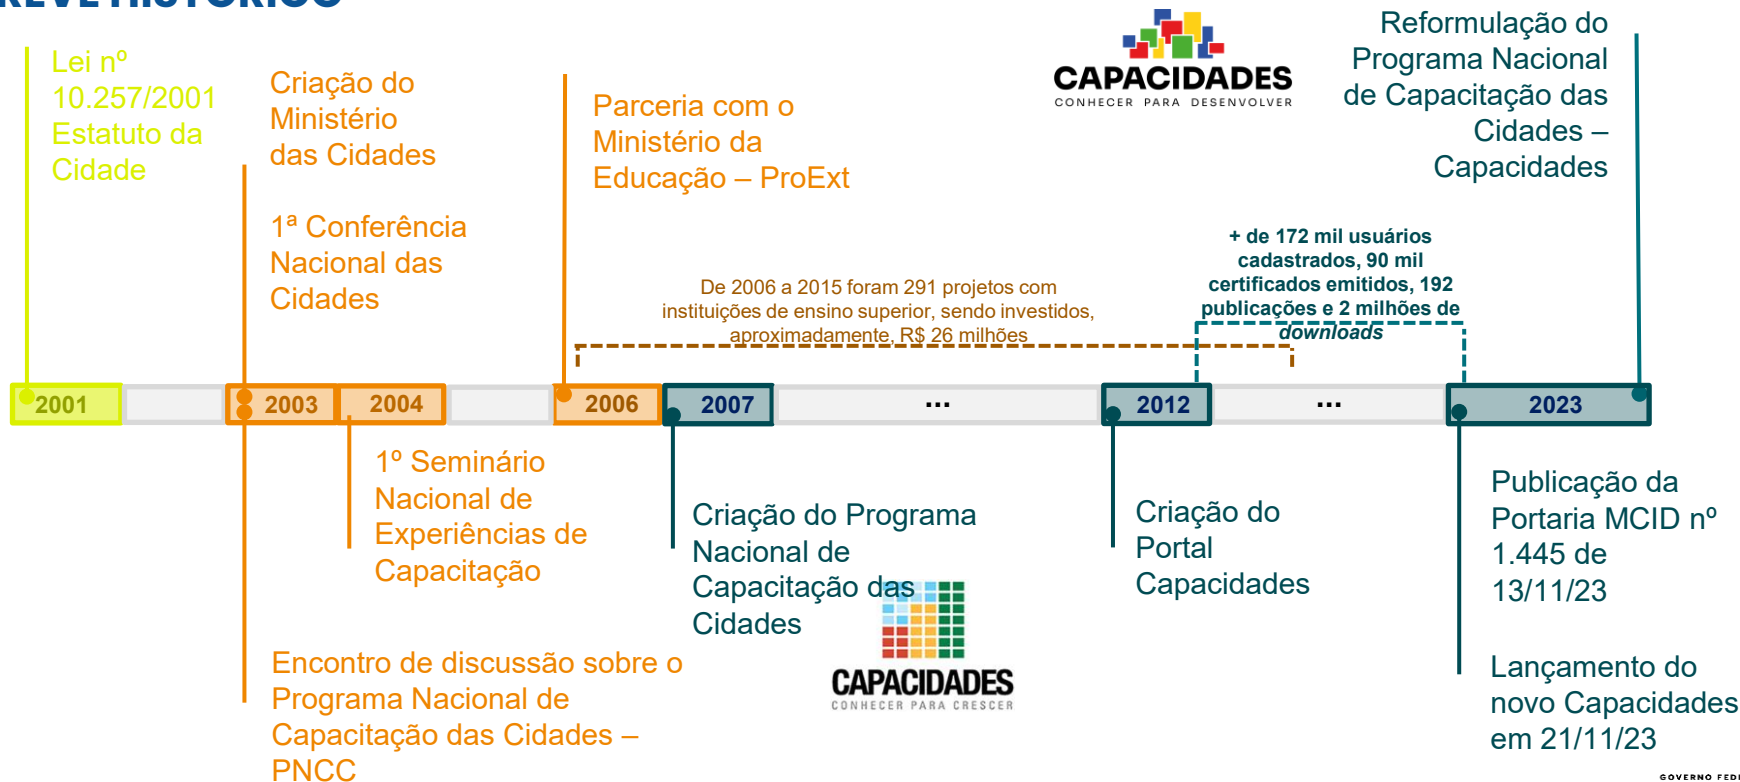 REVE HISTÓRICO
Lei nº
10.257/2001
Estatuto da
Cidade
Criação do
Ministério
das Cidades
1ª Conferência
Nacional das
Cidades
Parceria com o
Ministério da
Educação – ProExt
CAPACIDADES
CONHECER PARA DESENVOLVER
Reformulação do
Programa Nacional
de Capacitação das
Cidades –
Capacidades
De 2006 a 2015 foram 291 projetos com
instituições de ensino superior, sendo investidos,
aproximadamente, R$ 26 milhões
+ de 172 mil usuários
cadastrados, 90 mil
certificados emitidos, 192
publicações e 2 milhões de
downloads
2001
2003
2004
2006
2007
...
2012
...
2023
1º Seminário
Nacional de
Experiências de
Capacitação
Encontro de discussão sobre o
Programa Nacional de
Capacitação das Cidades –
PNCC
Criação do Programa
Nacional de
Capacitação das
Cidades
CAPACIDADES
CONHECER PARA CRESCER
Criação do
Portal
Capacidades
Publicação da
Portaria MCID nº
1.445 de
13/11/23
Lançamento do
novo Capacidades
em 21/11/23
GOVERNO FED